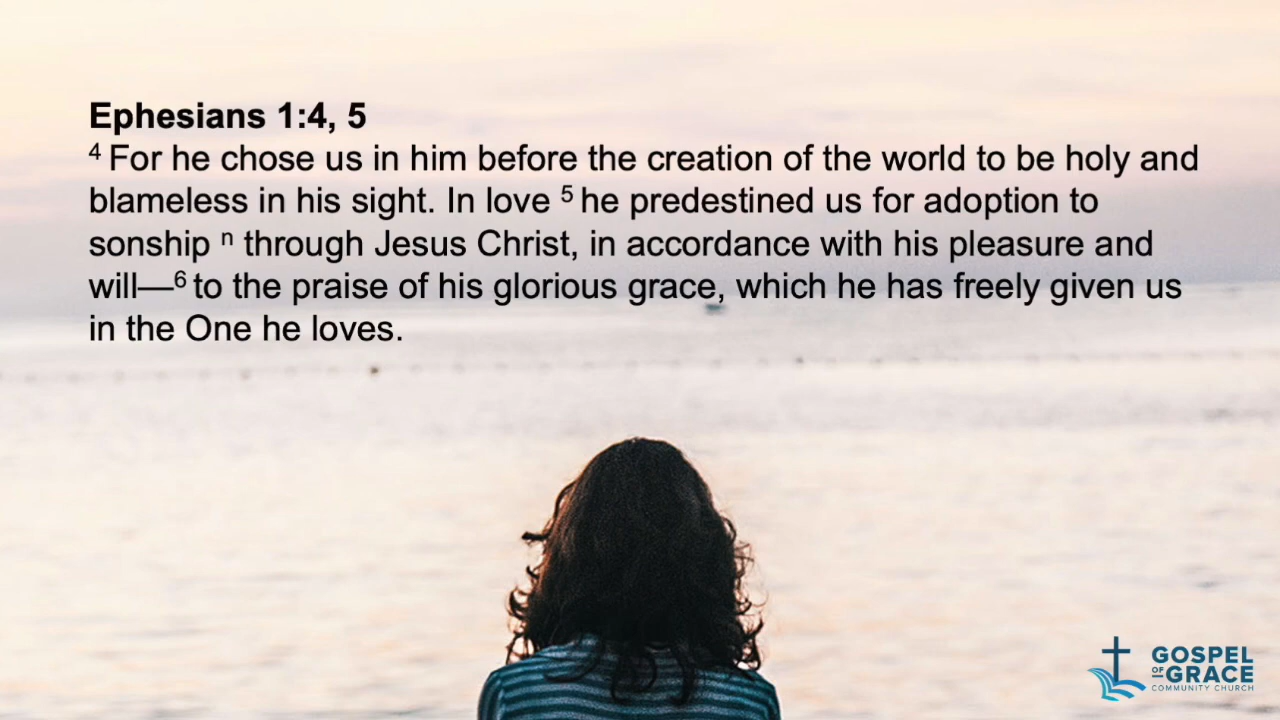 Ephesians 1:4, 5
⁴ For he chose us in him before the creation of the world to be holy and
blameless in his sight. In love ⁵ he predestined us for adoption to
sonship ⁿ through Jesus Christ, in accordance with his pleasure and
will—⁶ to the praise of his glorious grace, which he has freely given us
in the One he loves.
GOSPEL
OF GRACE
COMMUNITY CHURCH